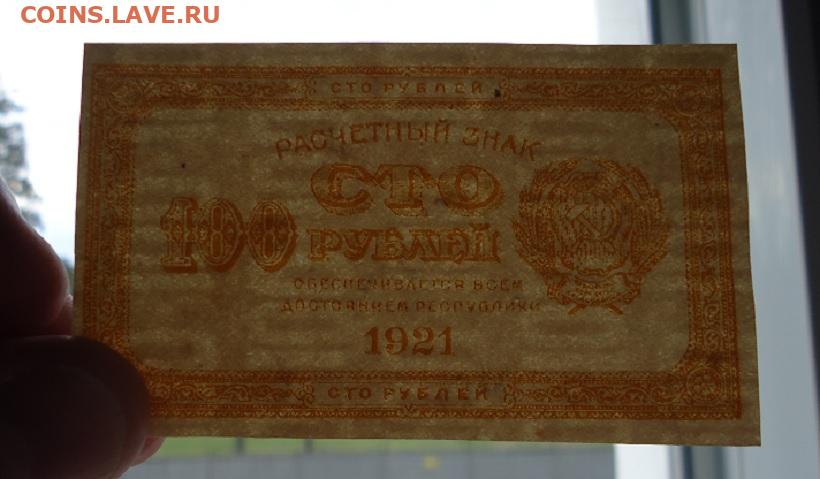 COINS.LAVE.RU
СТО РУБЛЕЙ
РАСЧЕТНЫЙ ЗНАК
СТО
100 РУБЛЕЙ
ОБЕСПЕЧИВАЕТСЯ ВСЕМ
ДОСТОЯНИЕМ РЕСПУБЛИКИ
1921
СТО РУБЛЕЙ